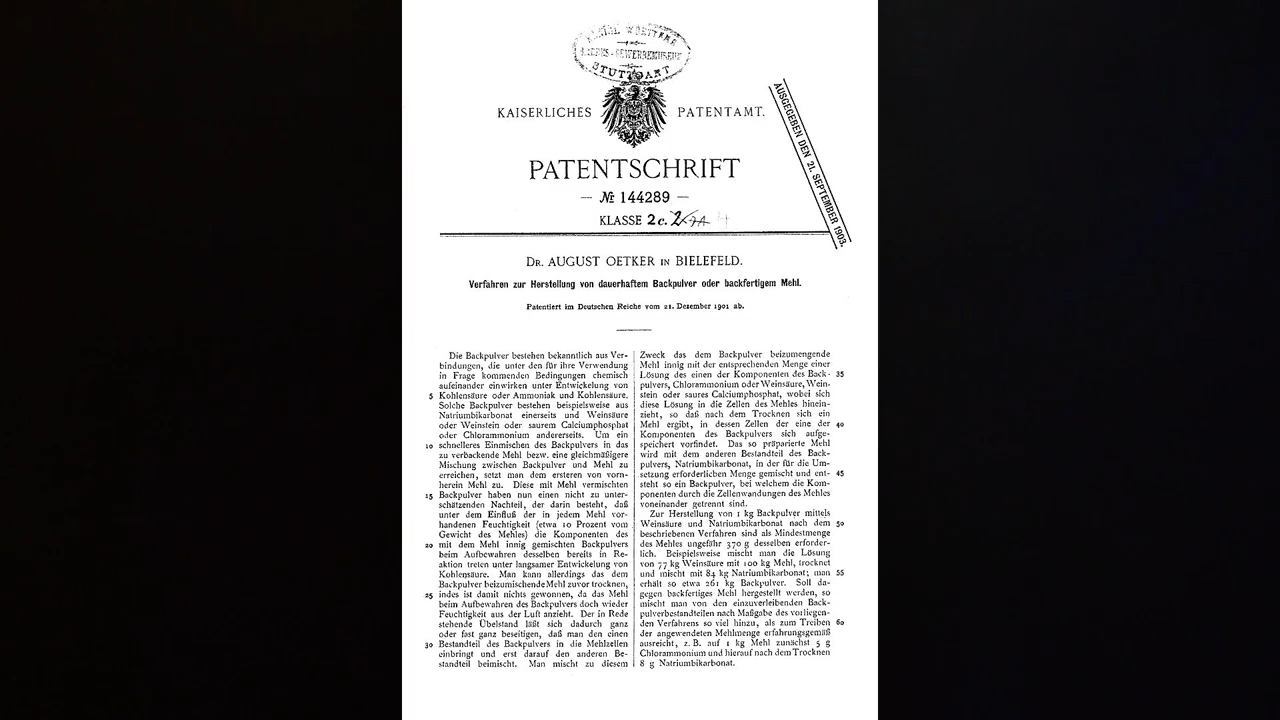 STUTTGART
KAISERLICHES PATENTAMT.
AUSGEGEBEN DEN 21. SEPTEMBER 1903.
PATENTSCHRIFT
— № 144289 —
KLASSE 2c.
DR. AUGUST OETKER IN BIELEFELD.
Verfahren zur Herstellung von dauerhaftem Backpulver oder backfertigem Mehl.
Patentiert im Deutschen Reiche vom 21. Dezember 1901 ab.
Die Backpulver bestehen bekanntlich aus Ver-
bindungen, die unter den für ihre Verwendung
in Frage kommenden Bedingungen chemisch
aufeinander einwirken unter Entwickelung von
5 Kohlensäure oder Ammoniak und Kohlensäure.
Solche Backpulver bestehen beispielsweise aus
Natriumbikarbonat einerseits und Weinsäure
oder Weinstein oder saurem Calciumphosphat
oder Chlorammonium andererseits. Um ein
10 schnelleres Einmischen des Backpulvers in das
zu verbackende Mehl bezw. eine gleichmäßigere
Mischung zwischen Backpulver und Mehl zu
erreichen, setzt man dem ersteren von vorn-
herein Mehl zu. Diese mit Mehl vermischten
15 Backpulver haben nun einen nicht zu unter-
schätzenden Nachteil, der darin besteht, daß
unter dem Einfluß der in jedem Mehl vor-
handenen Feuchtigkeit (etwa 10 Prozent vom
Gewicht des Mehles) die Komponenten des
20 mit dem Mehl innig gemischten Backpulvers
beim Aufbewahren desselben bereits in Re-
aktion treten unter langsamer Entwickelung von
Kohlensäure. Man kann allerdings das dem
Backpulver beizumischende Mehl zuvor trocknen,
25 indes ist damit nichts gewonnen, da das Mehl
beim Aufbewahren des Backpulvers doch wieder
Feuchtigkeit aus der Luft anzieht. Der in Rede
stehende Übelstand läßt sich dadurch ganz
oder fast ganz beseitigen, daß man den einen
30 Bestandteil des Backpulvers in die Mehlzellen
einbringt und erst darauf den anderen Be-
standteil beimischt. Man mischt zu diesem
Zweck das dem Backpulver beizumengende
Mehl innig mit der entsprechenden Menge einer
Lösung des einen der Komponenten des Back- 35
pulvers, Chlorammonium oder Weinsäure, Wein-
stein oder saures Calciumphosphat, wobei sich
diese Lösung in die Zellen des Mehles hinein-
zieht, so daß nach dem Trocknen sich ein
Mehl ergibt, in dessen Zellen der eine der 40
Komponenten des Backpulvers sich aufge-
speichert vorfindet. Das so präparierte Mehl
wird mit dem anderen Bestandteil des Back-
pulvers, Natriumbikarbonat, in der für die Um-
setzung erforderlichen Menge gemischt und ent- 45
steht so ein Backpulver, bei welchem die Kom-
ponenten durch die Zellenwandungen des Mehles
voneinander getrennt sind.
Zur Herstellung von 1 kg Backpulver mittels
Weinsäure und Natriumbikarbonat nach dem 50
beschriebenen Verfahren sind als Mindestmenge
des Mehles ungefähr 370 g desselben erforder-
lich. Beispielsweise mischt man die Lösung
von 77 kg Weinsäure mit 100 kg Mehl, trocknet
und mischt mit 84 kg Natriumbikarbonat; man 55
erhält so etwa 261 kg Backpulver. Soll da-
gegen backfertiges Mehl hergestellt werden, so
mischt man von den einzuverleibenden Back-
pulverbestandteilen nach Maßgabe des vorliegen-
den Verfahrens so viel hinzu, als zum Treiben 60
der angewendeten Mehlmenge erfahrungsgemäß
ausreicht, z. B. auf 1 kg Mehl zunächst 5 g
Chlorammonium und hierauf nach dem Trocknen
8 g Natriumbikarbonat.